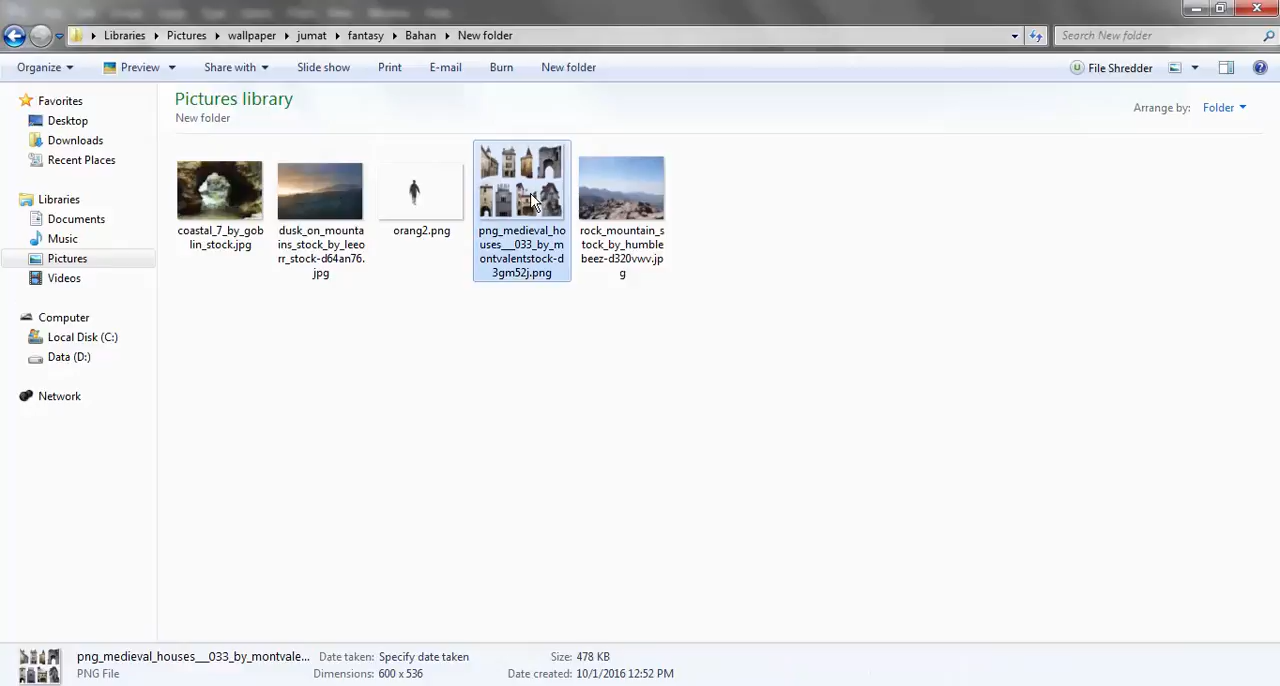 Libraries Pictures wallpaper jumat fantasy Bahan New folder
Search New folder
Organize Preview Share with Slide show Print E-mail Burn New folder File Shredder
Pictures library
New folder
Arrange by: Folder
Favorites
Desktop
Downloads
Recent Places
Libraries
Documents
Music
Pictures
Videos
Computer
Local Disk (C:)
Data (D:)
Network
coastal_7_by_gob
lin_stock.jpg
dusk_on_mounta
ins_stock_by_leeo
rr_stock-d64an76.
jpg
orang2.png
png_medieval_ho
uses___033_by_m
ontvalentstock-d
3gm52j.png
rock_mountain_s
tock_by_humble
beez-d320vwv.jp
g
png_medieval_houses___033_by_montvale... Date taken: Specify date taken Size: 478 KB
PNG File Dimensions: 600 x 536 Date created: 10/1/2016 12:52 PM